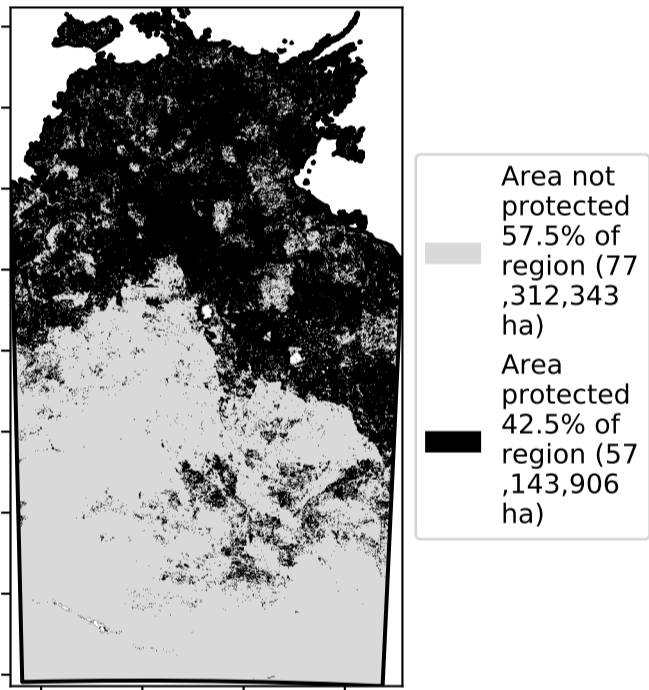 Area not
protected
57.5% of
region (77
,312,343
ha)
Area
protected
42.5% of
region (57
,143,906
ha)